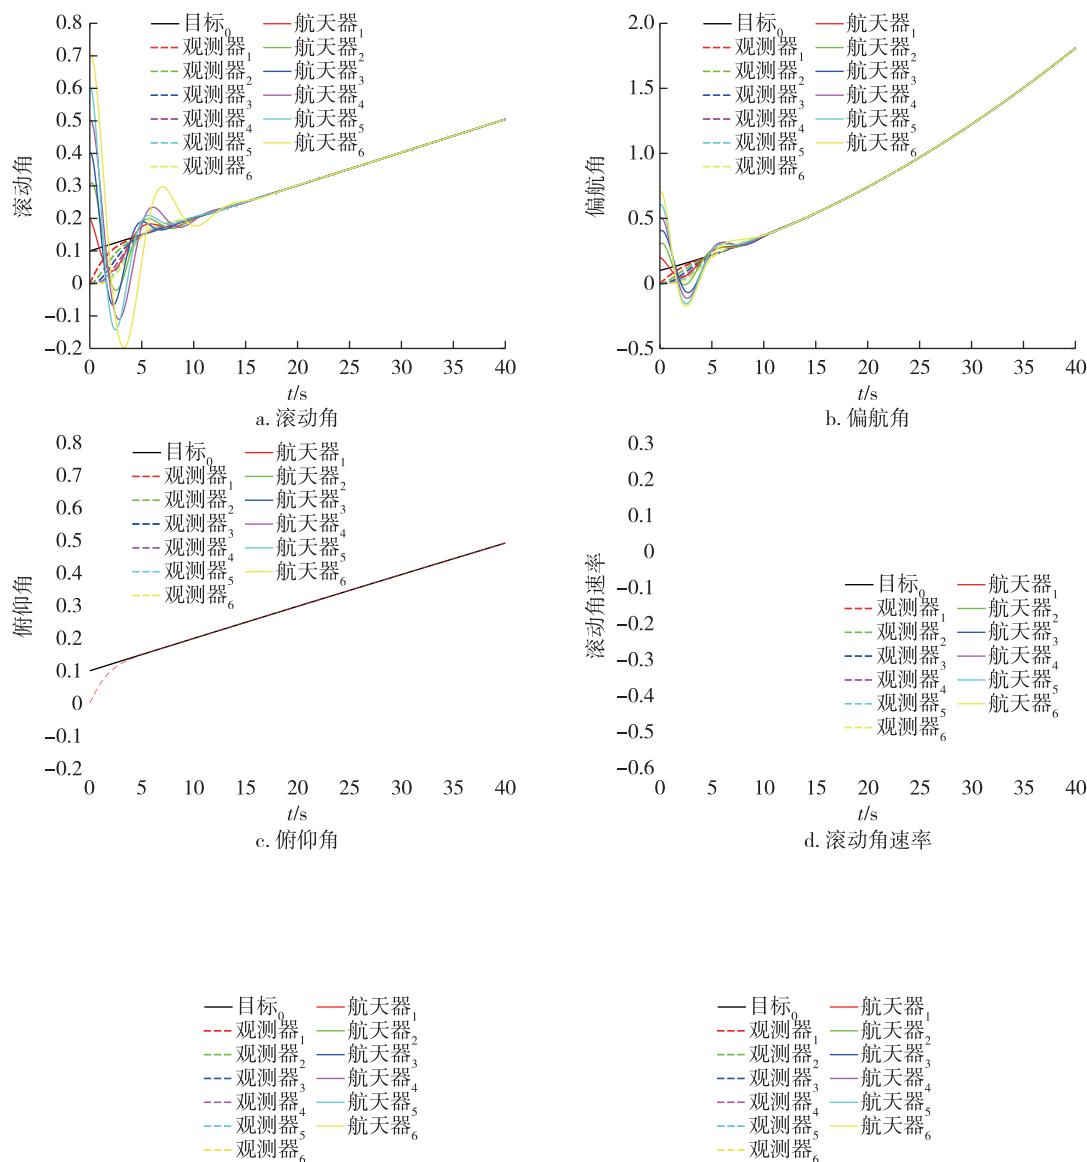 0.8
0.7
0.6
0.5
0.4
0.3
0.2
0.1
0
−0.1
−0.2
滚动角
目标0 航天器1
观测器1 航天器2
观测器2 航天器3
观测器3 航天器4
观测器4 航天器5
观测器5 航天器6
观测器6
0 5 10 15 20 25 30 35 40
t/s
a. 滚动角
2.0
1.5
1.0
0.5
0
−0.5
偏航角
目标0 航天器1
观测器1 航天器2
观测器2 航天器3
观测器3 航天器4
观测器4 航天器5
观测器5 航天器6
观测器6
0 5 10 15 20 25 30 35 40
t/s
b. 偏航角
0.8
0.7
0.6
0.5
0.4
0.3
0.2
0.1
0
−0.1
−0.2
俯仰角
目标0 航天器1
观测器1 航天器2
观测器2 航天器3
观测器3 航天器4
观测器4 航天器5
观测器5 航天器6
观测器6
0 5 10 15 20 25 30 35 40
t/s
c. 俯仰角
0.3
0.2
0.1
0
−0.1
−0.2
−0.3
−0.4
−0.5
−0.6
滚动角速率
目标0 航天器1
观测器1 航天器2
观测器2 航天器3
观测器3 航天器4
观测器4 航天器5
观测器5 航天器6
观测器6
0 5 10 15 20 25 30 35 40
t/s
d. 滚动角速率
目标0 航天器1
观测器1 航天器2
观测器2 航天器3
观测器3 航天器4
观测器4 航天器5
观测器5 航天器6
观测器6
目标0 航天器1
观测器1 航天器2
观测器2 航天器3
观测器3 航天器4
观测器4 航天器5
观测器5 航天器6
观测器6